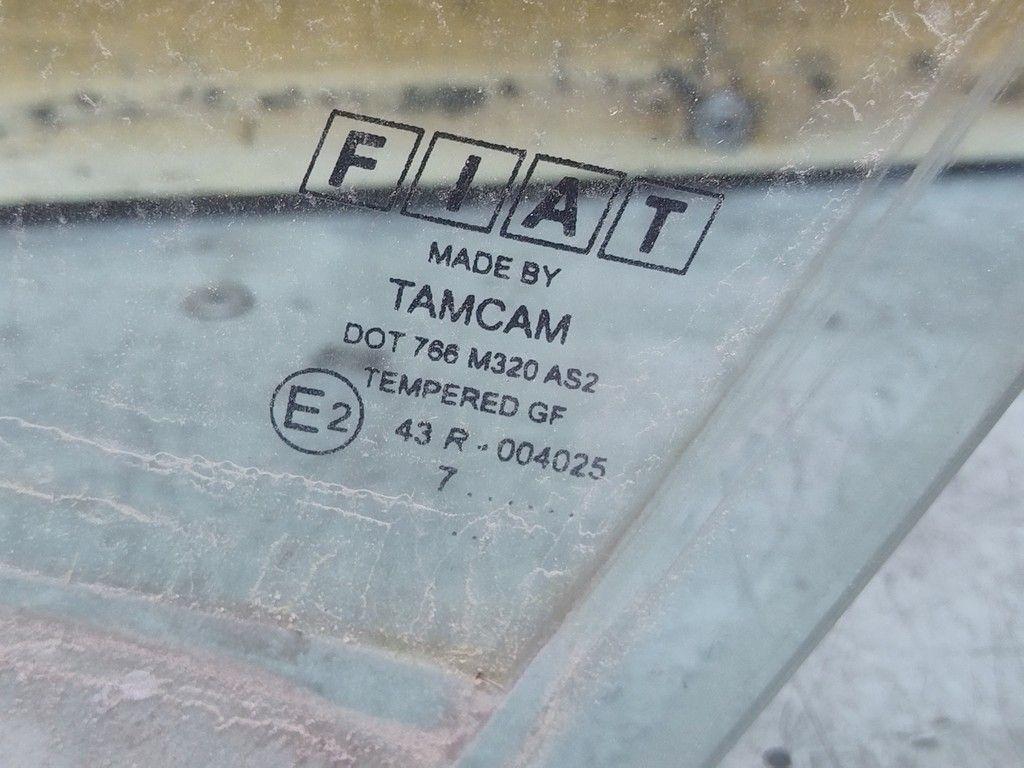 FIAT
MADE BY
TAMCAM
DOT 766 M320 AS2
TEMPERED GF
E2
43 R - 004025
7 . . . . . .
. .